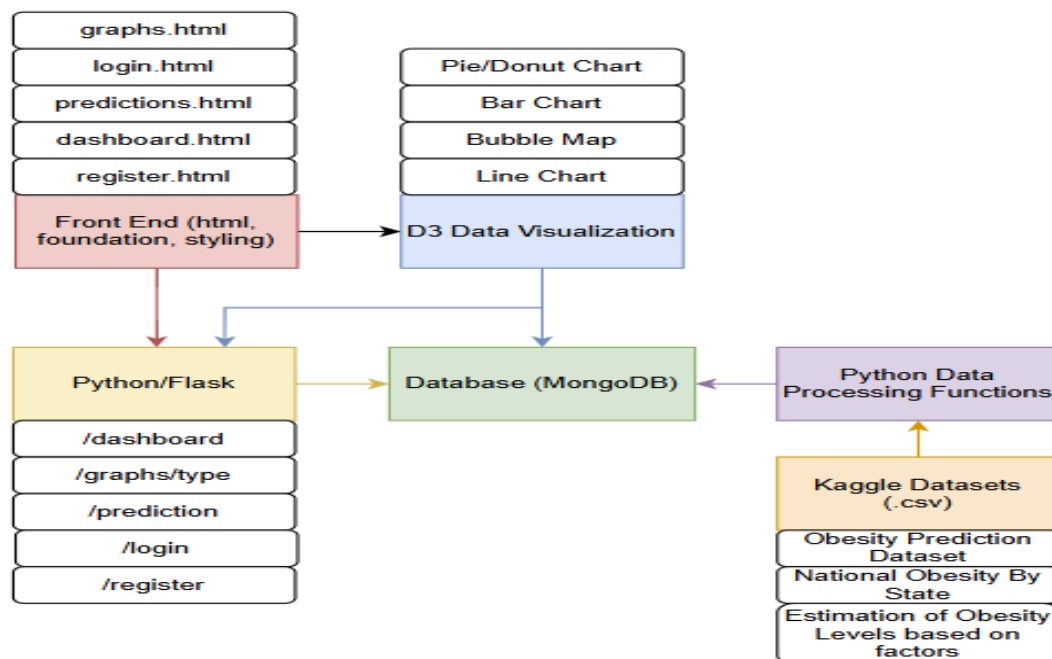 graphs.html
login.html
predictions.html
dashboard.html
register.html
Front End (html,
foundation, styling)
Pie/Donut Chart
Bar Chart
Bubble Map
Line Chart
D3 Data Visualization
Python/Flask
/dashboard
/graphs/type
/prediction
/login
/register
Database (MongoDB)
Python Data
Processing Functions
Kaggle Datasets
(.csv)
Obesity Prediction
Dataset
National Obesity By
State
Estimation of Obesity
Levels based on
factors